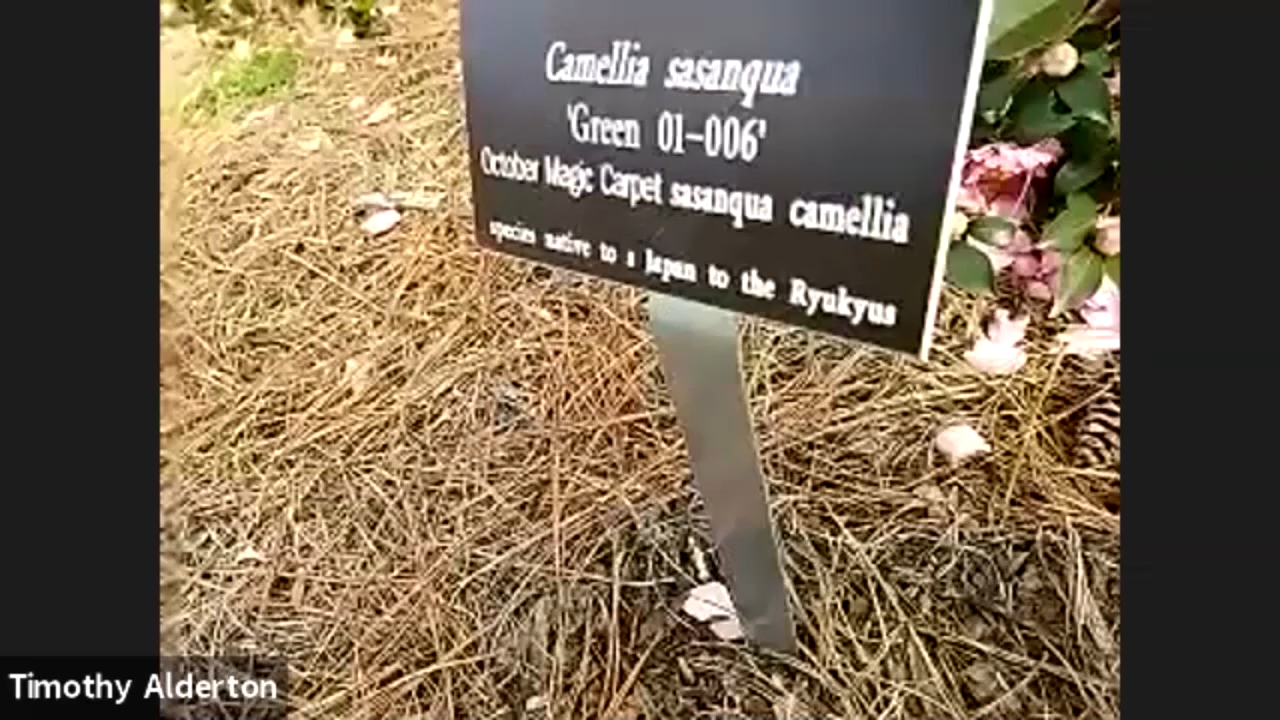 Camellia sasanqua
'Green 01-006'
October Magic Carpet sasanqua camellia
species native to s Japan to the Ryukyus
Timothy Alderton